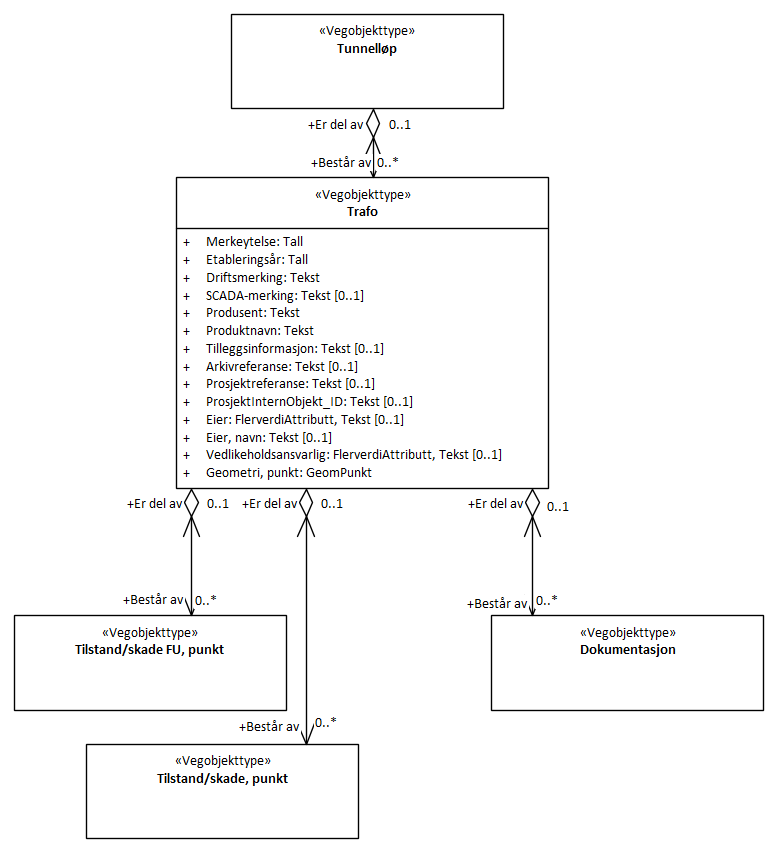 «Vegobjekttype»
Tunnelløp
+Er del av
0..1
+Består av
0..*
«Vegobjekttype»
Trafo
+ Merkeytelse: Tall
+ Etableringsår: Tall
+ Driftsmerking: Tekst
+ SCADA-merking: Tekst [0..1]
+ Produsent: Tekst
+ Produktnavn: Tekst
+ Tilleggsinformasjon: Tekst [0..1]
+ Arkivreferanse: Tekst [0..1]
+ Prosjektreferanse: Tekst [0..1]
+ ProsjektInternObjekt_ID: Tekst [0..1]
+ Eier: FlerverdiAttributt, Tekst [0..1]
+ Eier, navn: Tekst [0..1]
+ Vedlikeholdsansvarlig: FlerverdiAttributt, Tekst [0..1]
+ Geometri, punkt: GeomPunkt
+Er del av
0..1
+Er del av
0..1
+Er del av
0..1
+Består av
0..*
+Består av
0..*
«Vegobjekttype»
Tilstand/skade FU, punkt
«Vegobjekttype»
Dokumentasjon
+Består av
0..*
«Vegobjekttype»
Tilstand/skade, punkt